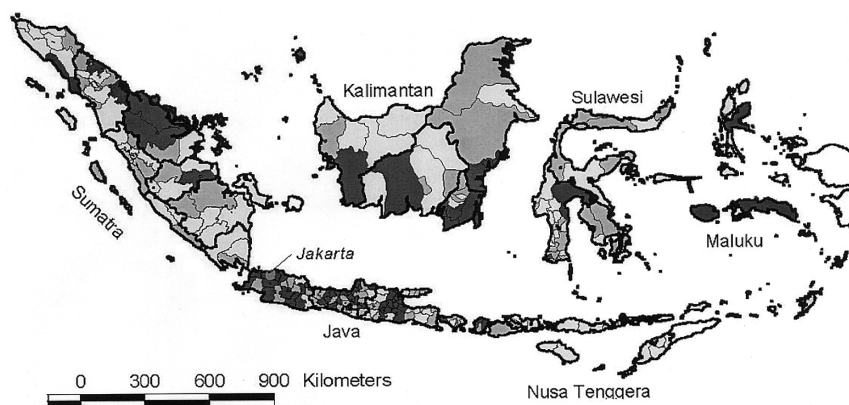 Kalimantan
Sulawesi
Sumatra
Jakarta
Maluku
Java
0 300 600 900 Kilometers
Nusa Tenggera